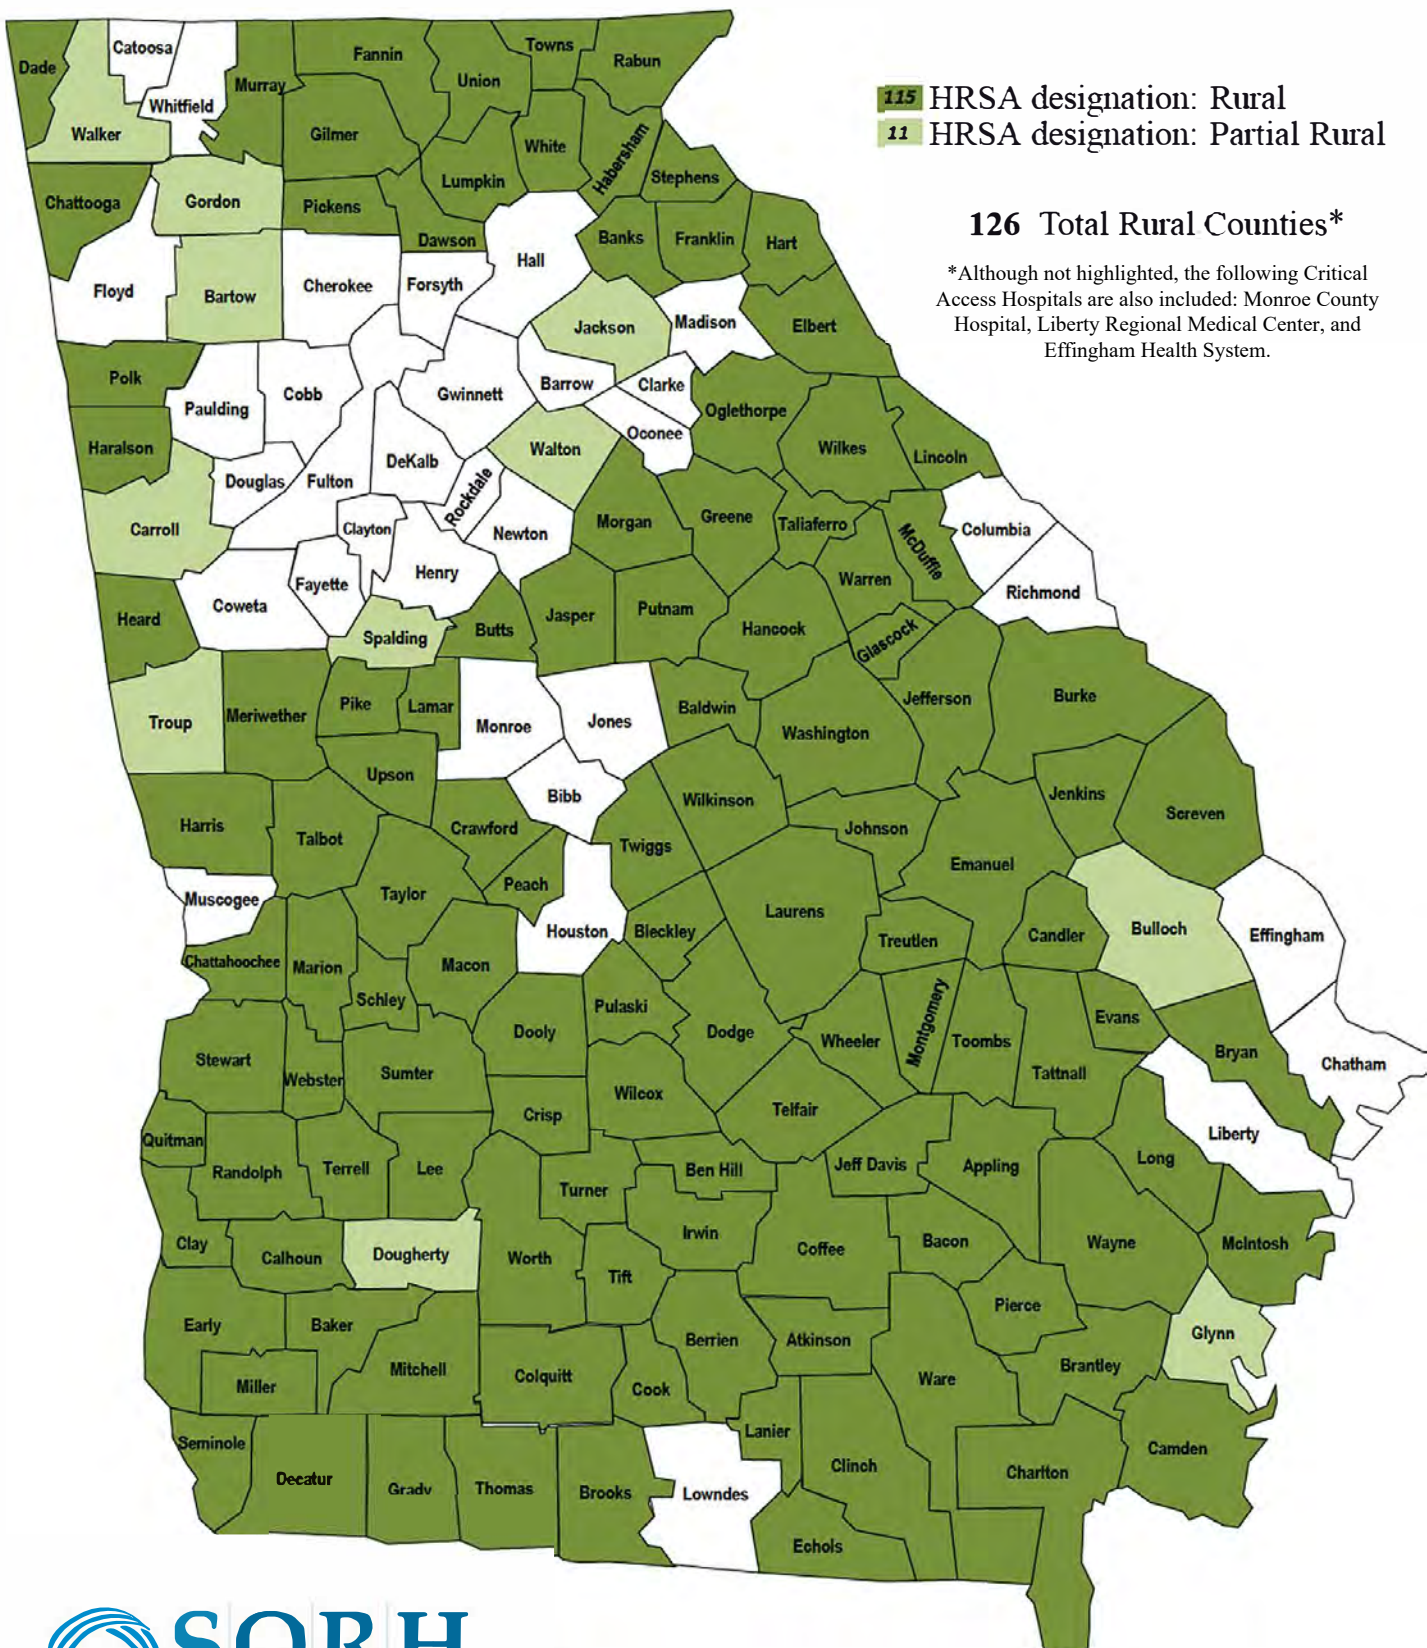 115 HRSA designation: Rural
11 HRSA designation: Partial Rural
126 Total Rural Counties*
*Although not highlighted, the following Critical
Access Hospitals are also included: Monroe County
Hospital, Liberty Regional Medical Center, and
Effingham Health System.
Dade
Catoosa
Whitfield
Walker
Murray
Fannin
Union
Towns
Rabun
Gilmer
White
Habersham
Stephens
Lumpkin
Chattooga
Gordon
Pickens
Dawson
Banks
Franklin
Hart
Hall
Floyd
Bartow
Cherokee
Forsyth
Jackson
Madison
Elbert
Polk
Paulding
Cobb
Gwinnett
Barrow
Clarke
Oglethorpe
Oconee
Wilkes
Lincoln
Haralson
Walton
Douglas
Fulton
DeKalb
Rockdale
Carroll
Clayton
Newton
Morgan
Greene
Taliaferro
McDuffie
Columbia
Fayette
Henry
Warren
Richmond
Heard
Coweta
Spalding
Butts
Jasper
Putnam
Hancock
Glascock
Troup
Meriwether
Pike
Lamar
Monroe
Jones
Baldwin
Washington
Jefferson
Burke
Upson
Bibb
Wilkinson
Jenkins
Screven
Harris
Talbot
Crawford
Twiggs
Johnson
Emanuel
Muscogee
Taylor
Peach
Houston
Bleckley
Laurens
Treutlen
Candler
Bulloch
Effingham
Chattahoochee
Marion
Macon
Schley
Pulaski
Dooly
Dodge
Wheeler
Montgomery
Toombs
Evans
Bryan
Chatham
Stewart
Webster
Sumter
Wilcox
Tattnall
Crisp
Telfair
Liberty
Quitman
Randolph
Terrell
Lee
Turner
Ben Hill
Jeff Davis
Appling
Long
Clay
Calhoun
Dougherty
Worth
Tift
Irwin
Coffee
Bacon
Wayne
McIntosh
Early
Baker
Miller
Mitchell
Colquitt
Cook
Berrien
Atkinson
Pierce
Ware
Brantley
Glynn
Seminole
Decatur
Grady
Thomas
Brooks
Lowndes
Lanier
Clinch
Echols
Charlton
Camden
SORH